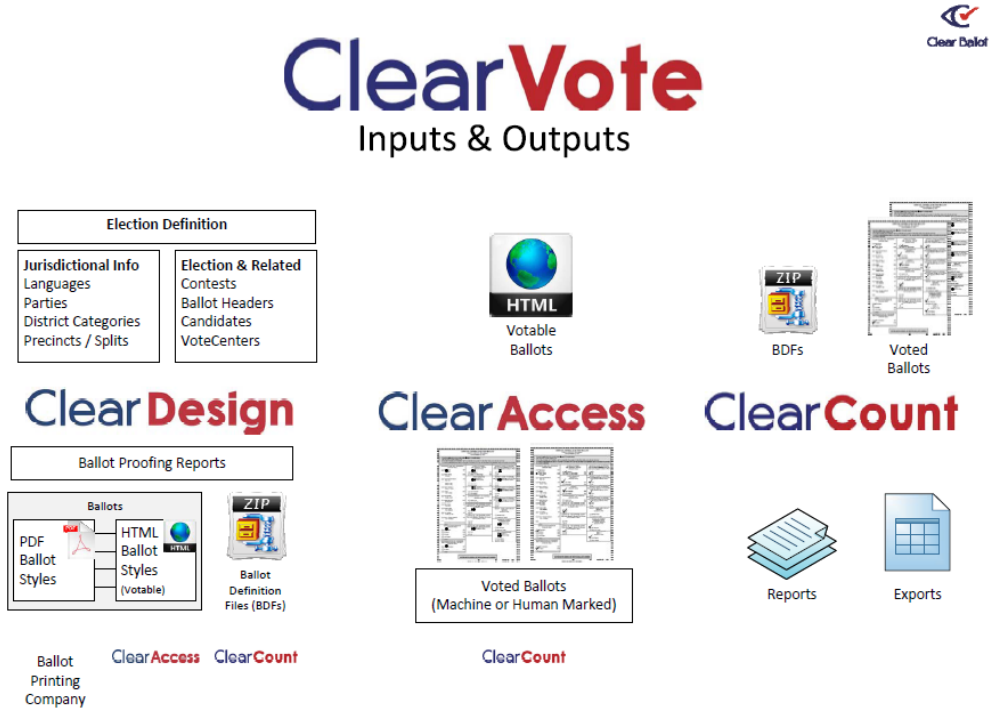 Clear Ballot
ClearVote
Inputs & Outputs
Election Definition
Jurisdictional Info
Languages
Parties
District Categories
Precincts / Splits
Election & Related
Contests
Ballot Headers
Candidates
VoteCenters
HTML
Votable
Ballots
ZIP
BDFs
Voted
Ballots
ClearDesign
ClearAccess
ClearCount
Ballot Proofing Reports
Ballots
PDF
PDF
Ballot
Styles
HTML
Ballot
Styles
(Votable)
HTML
ZIP
Ballot
Definition
Files (BDFs)
Voted Ballots
(Machine or Human Marked)
Reports
Exports
Ballot
Printing
Company
ClearAccess
ClearCount
ClearCount